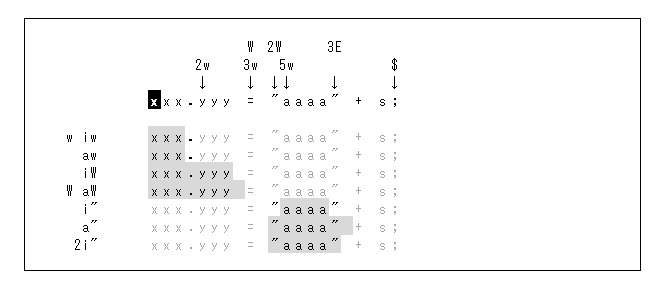 W 2W 3E
2w 3w 5w $
↓ ↓ ↓ ↓ ↓ ↓
xxx.yyy = "aaaa" + s;
w iw xxx.yyy = "aaaa" + s;
aw xxx.yyy = "aaaa" + s;
iW xxx.yyy = "aaaa" + s;
W aW xxx.yyy = "aaaa" + s;
i" xxx.yyy = "aaaa" + s;
a" xxx.yyy = "aaaa" + s;
2i" xxx.yyy = "aaaa" + s;